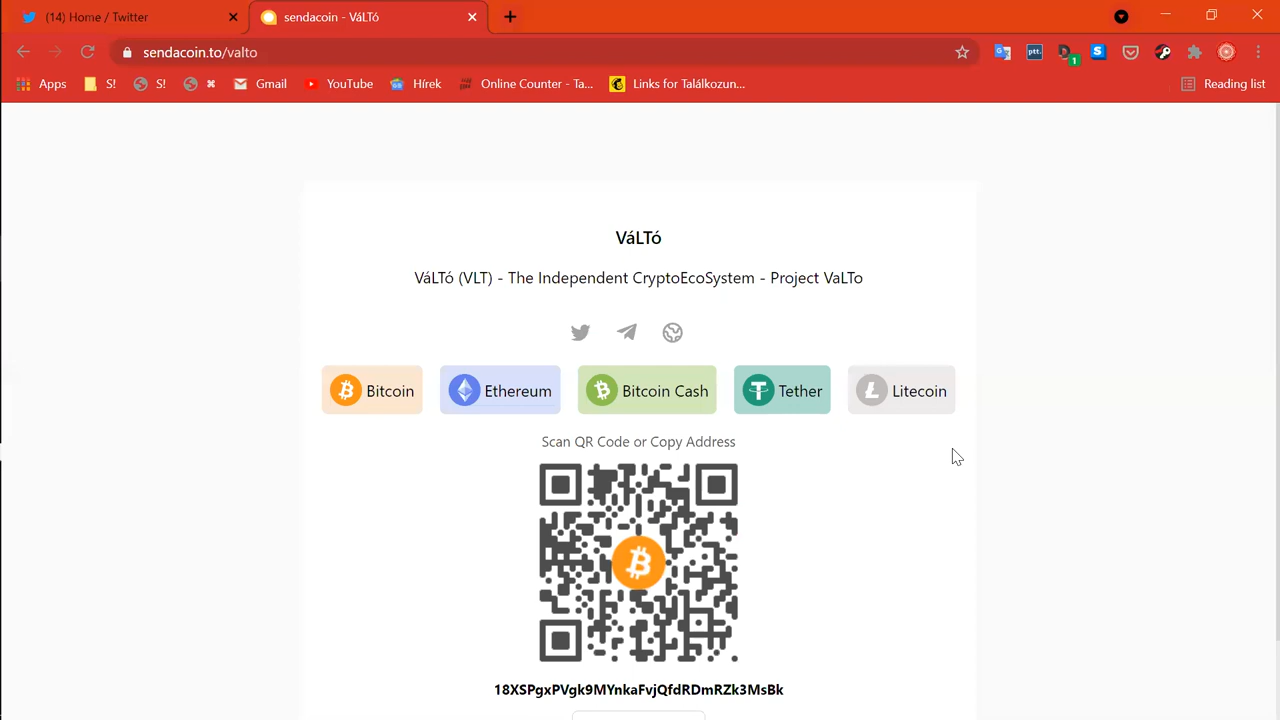 (14) Home / Twitter
sendacoin - VáLTó
sendacoin.to/valto
ptt.
1
S
Apps
S!
S!
Gmail
YouTube
Hírek
Online Counter - Ta...
Links for Találkozun...
Reading list
VáLTó
VáLTó (VLT) - The Independent CryptoEcoSystem - Project VaLTo
Bitcoin
Ethereum
Bitcoin Cash
Tether
Litecoin
Scan QR Code or Copy Address
18XSPgxPVgk9MYnkaFvjQfdRDmRZk3MsBk